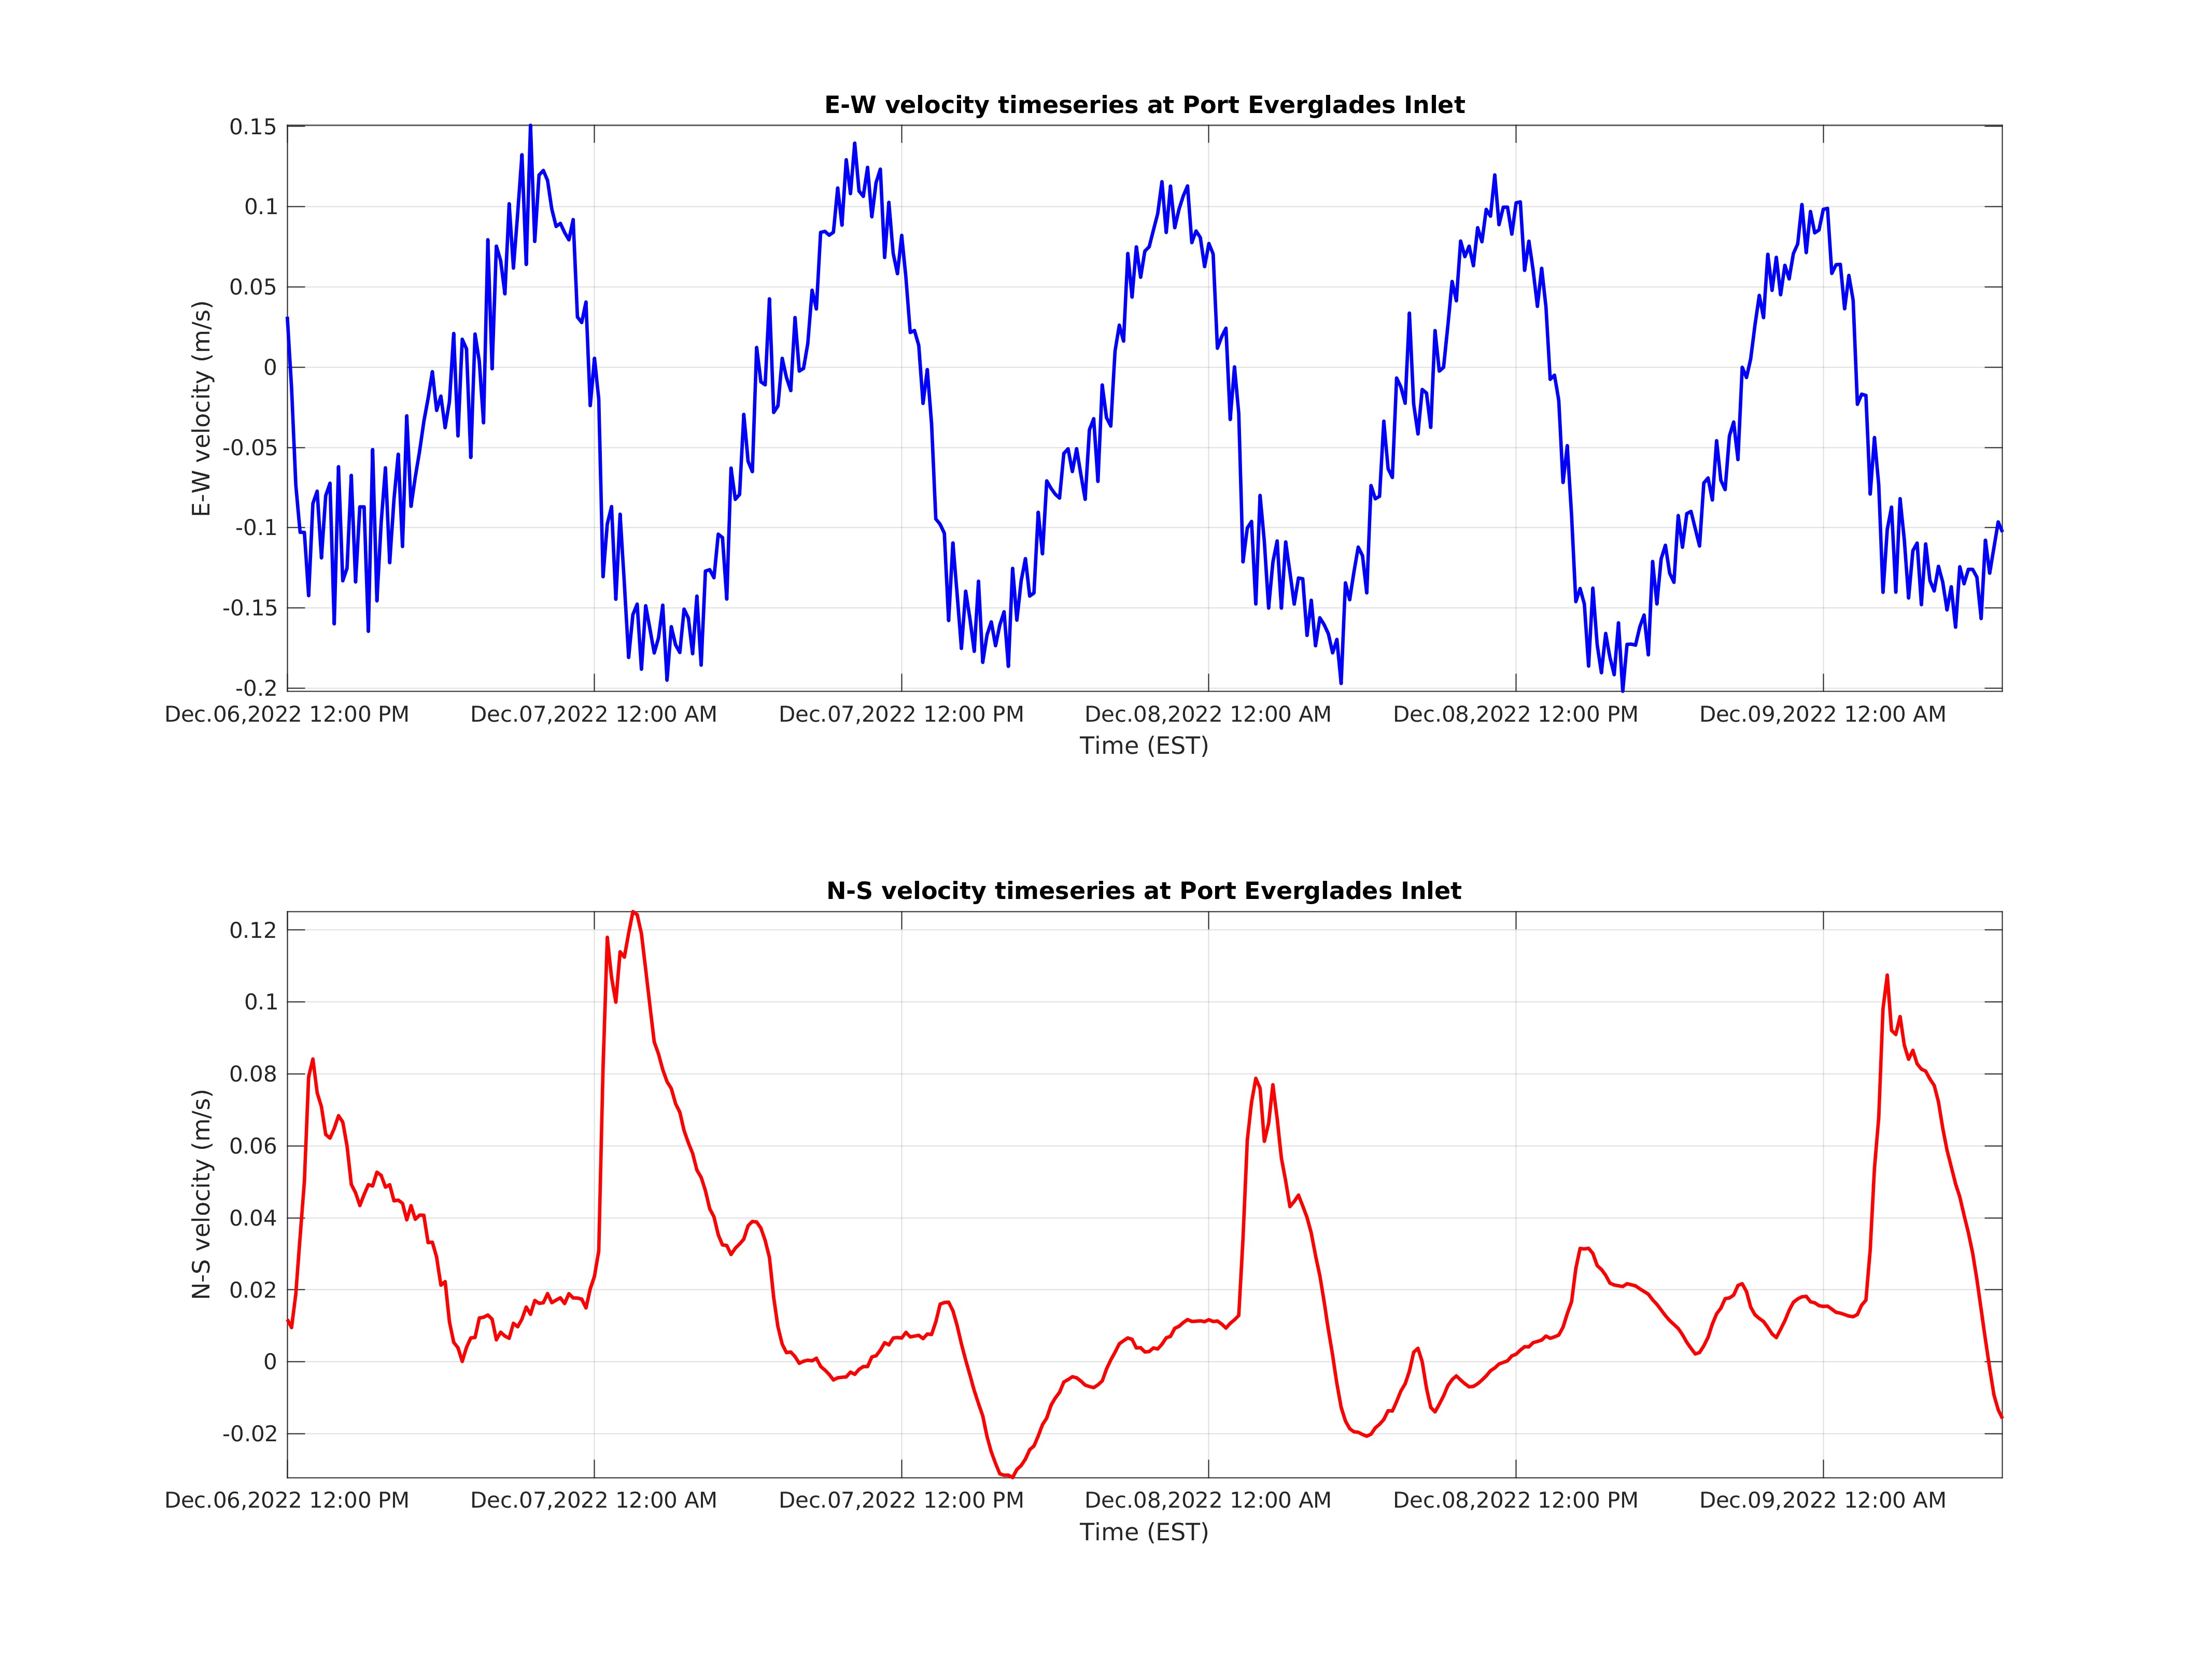 E-W velocity timeseries at Port Everglades Inlet
0.15
0.1
0.05
0
-0.05
-0.1
-0.15
-0.2
E-W velocity (m/s)
Dec.06,2022 12:00 PM
Dec.07,2022 12:00 AM
Dec.07,2022 12:00 PM
Dec.08,2022 12:00 AM
Dec.08,2022 12:00 PM
Dec.09,2022 12:00 AM
Time (EST)
N-S velocity timeseries at Port Everglades Inlet
0.12
0.1
0.08
0.06
0.04
0.02
0
-0.02
N-S velocity (m/s)
Dec.06,2022 12:00 PM
Dec.07,2022 12:00 AM
Dec.07,2022 12:00 PM
Dec.08,2022 12:00 AM
Dec.08,2022 12:00 PM
Dec.09,2022 12:00 AM
Time (EST)